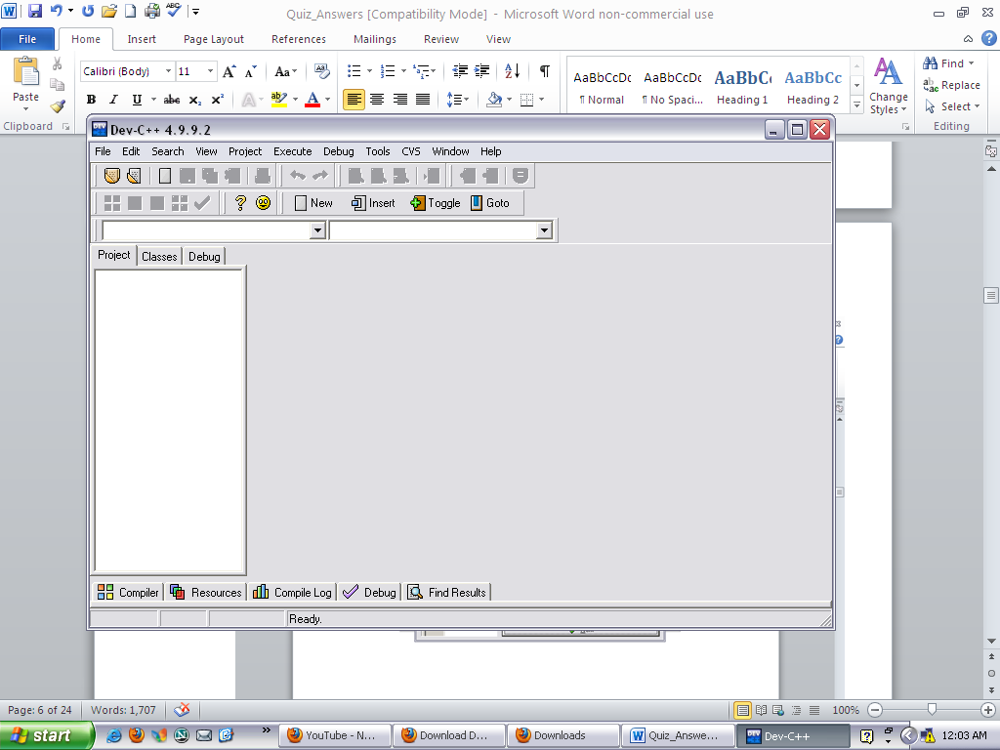 Quiz_Answers [Compatibility Mode] - Microsoft Word non-commercial use
File Home Insert Page Layout References Mailings Review View
Paste
Calibri (Body) 11
AaBbCcDc AaBbCcDc AaBbC AaBbCc
¶ Normal ¶ No Spaci... Heading 1 Heading 2
Change Styles
Find
Replace
Select
Clipboard
Editing
Dev-C++ 4.9.9.2
File Edit Search View Project Execute Debug Tools CVS Window Help
New Insert Toggle Goto
Project Classes Debug
Compiler Resources Compile Log Debug Find Results
Ready.
Page: 6 of 24 Words: 1,707 100%
start YouTube - N... Download D... Downloads Quiz_Answe... Dev-C++ 12:03 AM